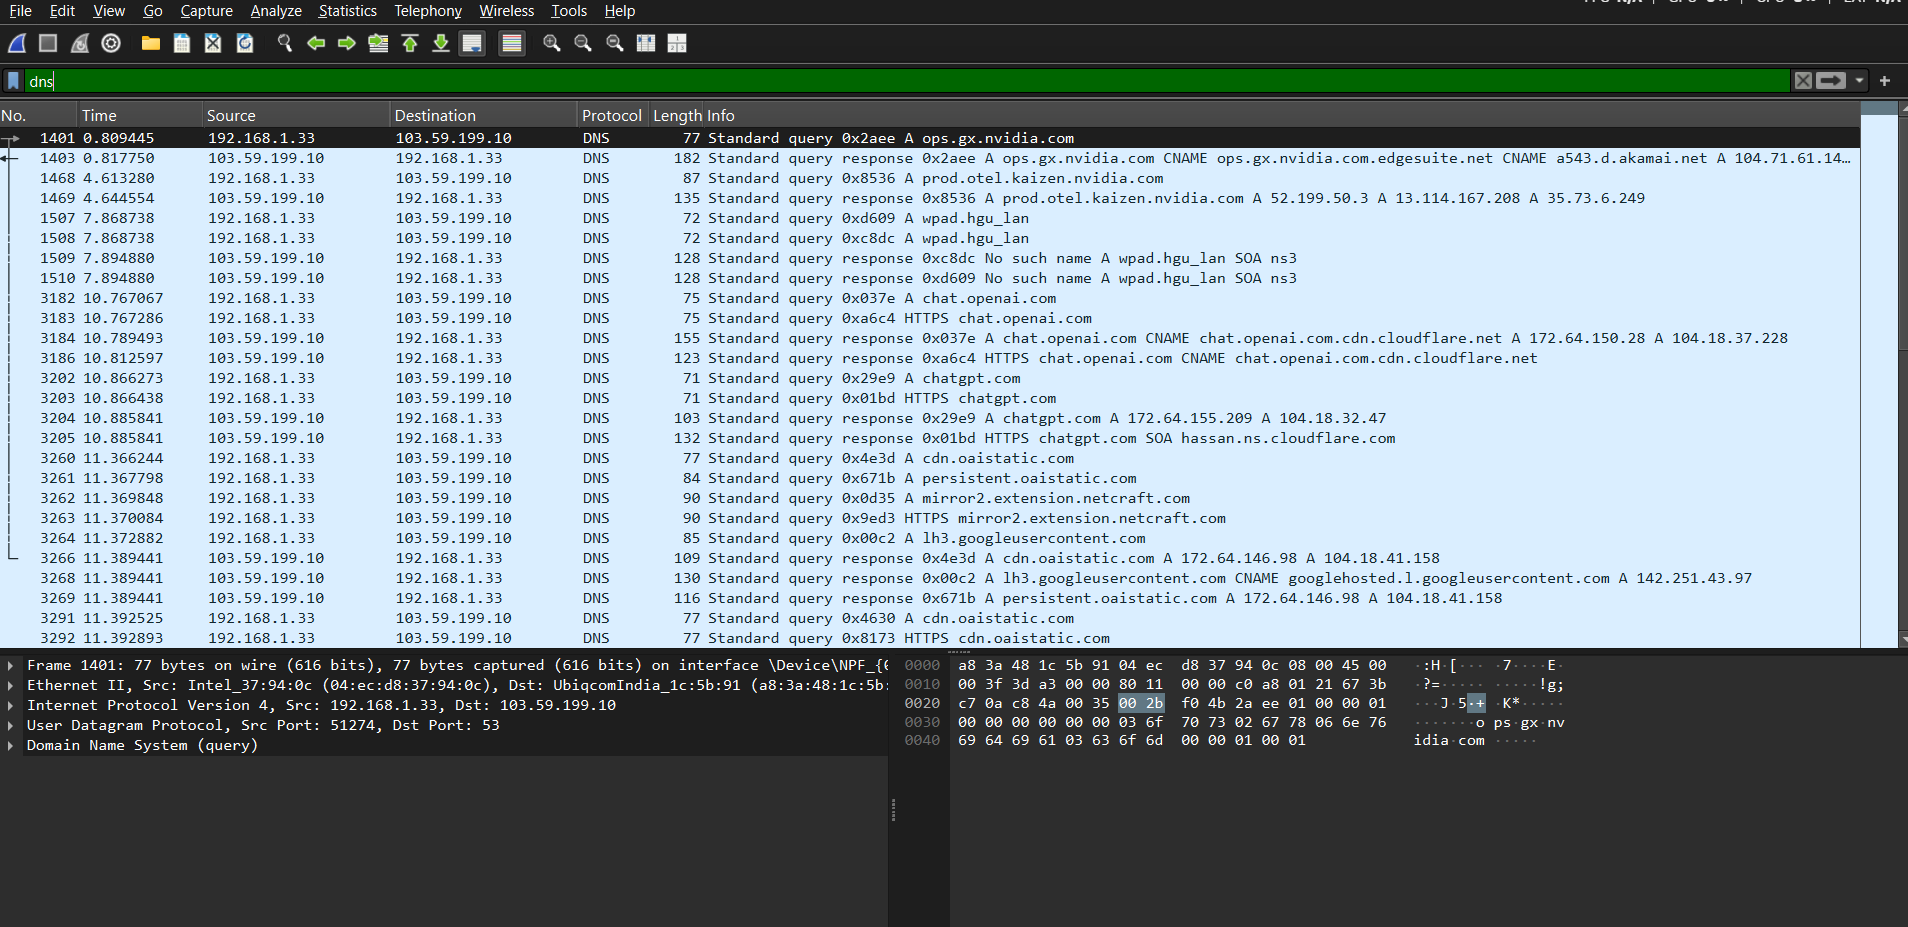 File Edit View Go Capture Analyze Statistics Telephony Wireless Tools Help
dns
No. Time Source Destination Protocol Length Info
1401 0.809445 192.168.1.33 103.59.199.10 DNS 77 Standard query 0x2aee A ops.gx.nvidia.com
1403 0.817750 103.59.199.10 192.168.1.33 DNS 182 Standard query response 0x2aee A ops.gx.nvidia.com CNAME ops.gx.nvidia.com.edgesuite.net CNAME a543.d.akamai.net A 104.71.61.14…
1468 4.613280 192.168.1.33 103.59.199.10 DNS 87 Standard query 0x8536 A prod.otel.kaizen.nvidia.com
1469 4.644554 103.59.199.10 192.168.1.33 DNS 135 Standard query response 0x8536 A prod.otel.kaizen.nvidia.com A 52.199.50.3 A 13.114.167.208 A 35.73.6.249
1507 7.868738 192.168.1.33 103.59.199.10 DNS 72 Standard query 0xd609 A wpad.hgu_lan
1508 7.868738 192.168.1.33 103.59.199.10 DNS 72 Standard query 0xc8dc A wpad.hgu_lan
1509 7.894880 103.59.199.10 192.168.1.33 DNS 128 Standard query response 0xc8dc No such name A wpad.hgu_lan SOA ns3
1510 7.894880 103.59.199.10 192.168.1.33 DNS 128 Standard query response 0xd609 No such name A wpad.hgu_lan SOA ns3
3182 10.767067 192.168.1.33 103.59.199.10 DNS 75 Standard query 0x037e A chat.openai.com
3183 10.767286 192.168.1.33 103.59.199.10 DNS 75 Standard query 0xa6c4 HTTPS chat.openai.com
3184 10.789493 103.59.199.10 192.168.1.33 DNS 155 Standard query response 0x037e A chat.openai.com CNAME chat.openai.com.cdn.cloudflare.net A 172.64.150.28 A 104.18.37.228
3186 10.812597 103.59.199.10 192.168.1.33 DNS 123 Standard query response 0xa6c4 HTTPS chat.openai.com CNAME chat.openai.com.cdn.cloudflare.net
3202 10.866273 192.168.1.33 103.59.199.10 DNS 71 Standard query 0x29e9 A chatgpt.com
3203 10.866438 192.168.1.33 103.59.199.10 DNS 71 Standard query 0x01bd HTTPS chatgpt.com
3204 10.885841 103.59.199.10 192.168.1.33 DNS 103 Standard query response 0x29e9 A chatgpt.com A 172.64.155.209 A 104.18.32.47
3205 10.885841 103.59.199.10 192.168.1.33 DNS 132 Standard query response 0x01bd HTTPS chatgpt.com SOA hassan.ns.cloudflare.com
3260 11.366244 192.168.1.33 103.59.199.10 DNS 77 Standard query 0x4e3d A cdn.oaistatic.com
3261 11.367798 192.168.1.33 103.59.199.10 DNS 84 Standard query 0x671b A persistent.oaistatic.com
3262 11.369848 192.168.1.33 103.59.199.10 DNS 90 Standard query 0x0d35 A mirror2.extension.netcraft.com
3263 11.370084 192.168.1.33 103.59.199.10 DNS 90 Standard query 0x9ed3 HTTPS mirror2.extension.netcraft.com
3264 11.372882 192.168.1.33 103.59.199.10 DNS 85 Standard query 0x00c2 A lh3.googleusercontent.com
3266 11.389441 103.59.199.10 192.168.1.33 DNS 109 Standard query response 0x4e3d A cdn.oaistatic.com A 172.64.146.98 A 104.18.41.158
3268 11.389441 103.59.199.10 192.168.1.33 DNS 130 Standard query response 0x00c2 A lh3.googleusercontent.com CNAME googlehosted.l.googleusercontent.com A 142.251.43.97
3269 11.389441 103.59.199.10 192.168.1.33 DNS 116 Standard query response 0x671b A persistent.oaistatic.com A 172.64.146.98 A 104.18.41.158
3291 11.392525 192.168.1.33 103.59.199.10 DNS 77 Standard query 0x4630 A cdn.oaistatic.com
3292 11.392893 192.168.1.33 103.59.199.10 DNS 77 Standard query 0x8173 HTTPS cdn.oaistatic.com
Frame 1401: 77 bytes on wire (616 bits), 77 bytes captured (616 bits) on interface \Device\NPF_{0
Ethernet II, Src: Intel_37:94:0c (04:ec:d8:37:94:0c), Dst: UbiqcomIndia_1c:5b:91 (a8:3a:48:1c:5b:
Internet Protocol Version 4, Src: 192.168.1.33, Dst: 103.59.199.10
User Datagram Protocol, Src Port: 51274, Dst Port: 53
Domain Name System (query)
0000 a8 3a 48 1c 5b 91 04 ec d8 37 94 0c 08 00 45 00 ·:H·[··· ·7····E·
0010 00 3f 3d a3 00 00 80 11 00 00 c0 a8 01 21 67 3b ·?=····· ·····!g;
0020 c7 0a c8 4a 00 35 00 2b f0 4b 2a ee 01 00 00 01 ···J·5·+ ·K*·····
0030 00 00 00 00 00 00 03 6f 70 73 02 67 78 06 6e 76 ·······o ps·gx·nv
0040 69 64 69 61 03 63 6f 6d 00 00 01 00 01 idia·com ·····